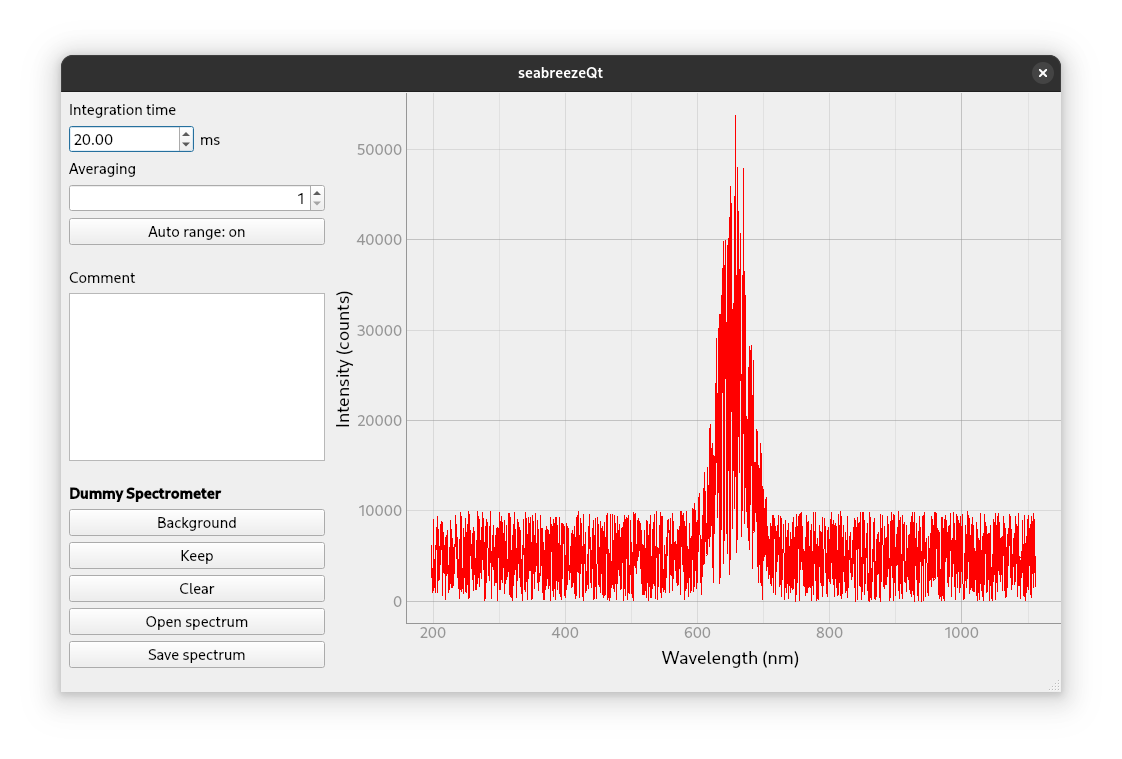 seabreezeQt
Integration time
20.00 ms
Averaging
1
Auto range: on
Comment
Dummy Spectrometer
Background
Keep
Clear
Open spectrum
Save spectrum
Intensity (counts)
50000
40000
30000
20000
10000
0
200 400 600 800 1000
Wavelength (nm)